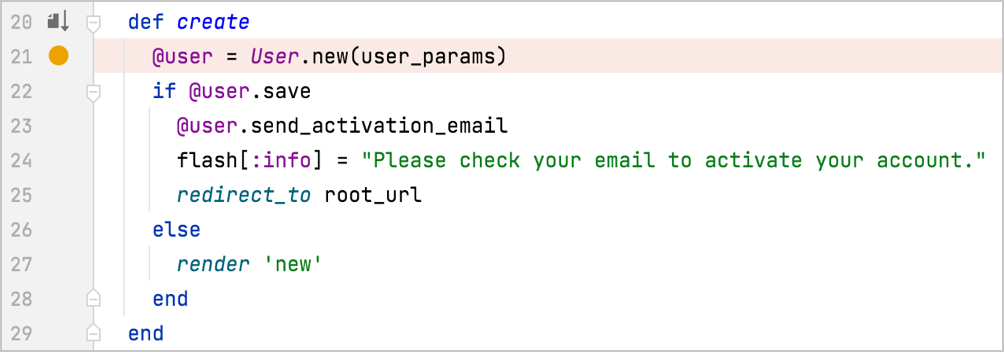 20 def create
21 @user = User.new(user_params)
22 if @user.save
23 @user.send_activation_email
24 flash[:info] = "Please check your email to activate your account."
25 redirect_to root_url
26 else
27 render 'new'
28 end
29 end